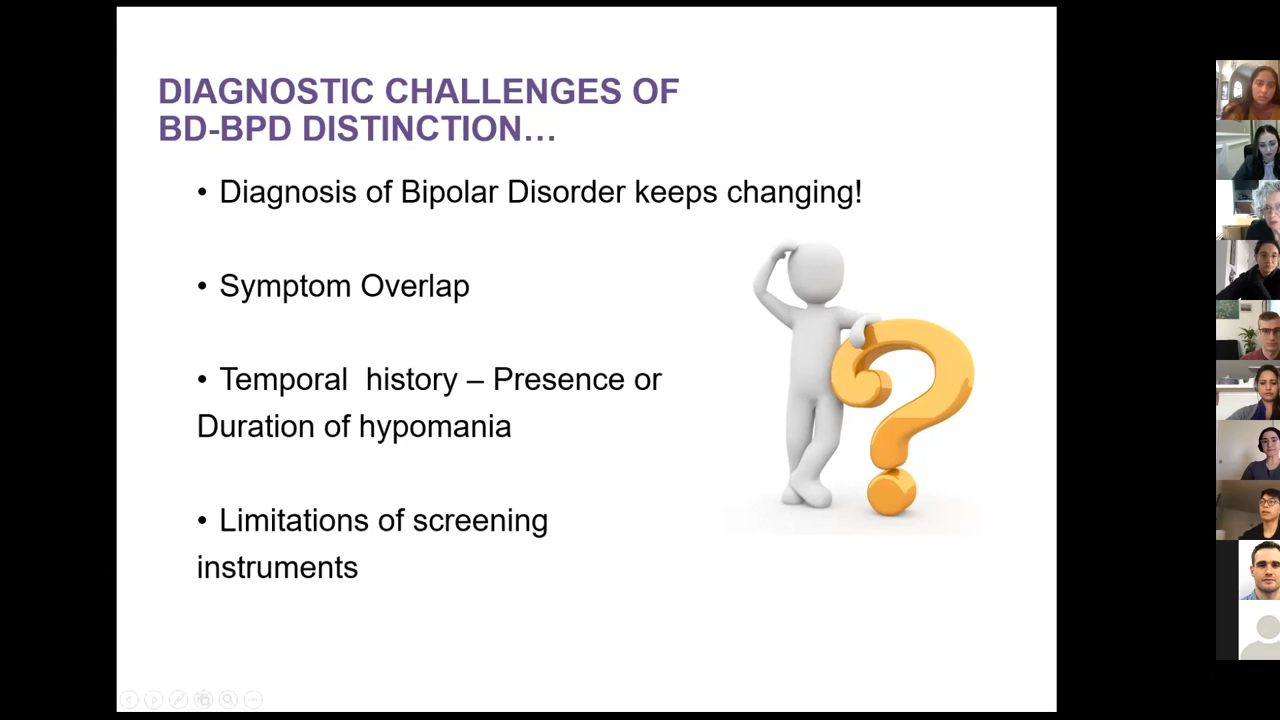 DIAGNOSTIC CHALLENGES OF
BD-BPD DISTINCTION…
• Diagnosis of Bipolar Disorder keeps changing!
• Symptom Overlap
• Temporal  history – Presence or
Duration of hypomania
• Limitations of screening
instruments